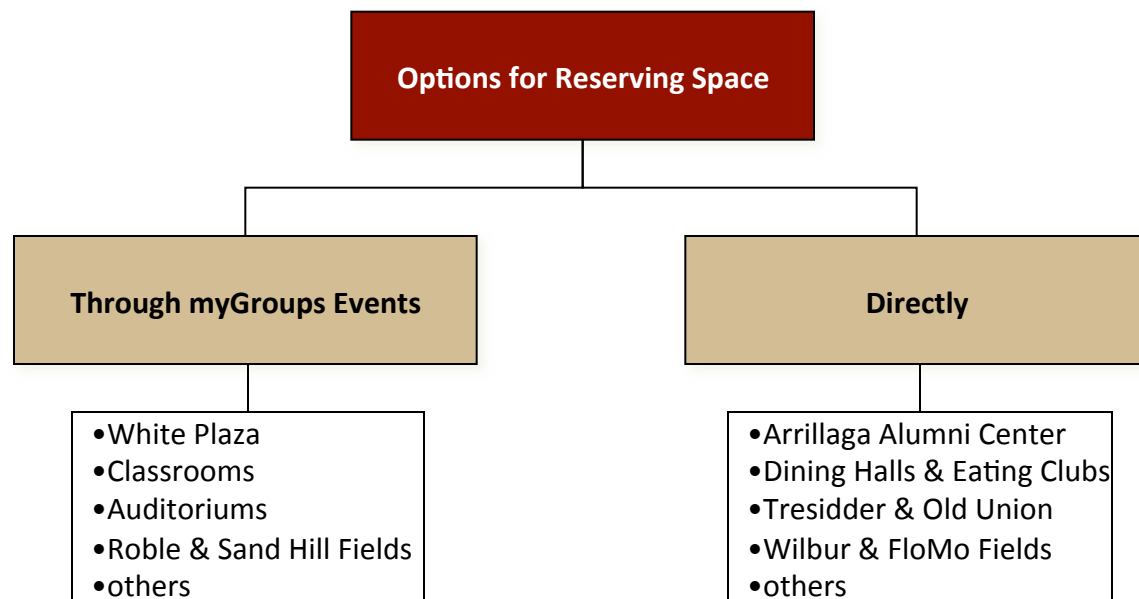 Options for Reserving Space
Through myGroups Events
Directly
•White Plaza
•Classrooms
•Auditoriums
•Roble & Sand Hill Fields
•others
•Arrillaga Alumni Center
•Dining Halls & Eating Clubs
•Tresidder & Old Union
•Wilbur & FloMo Fields
•others